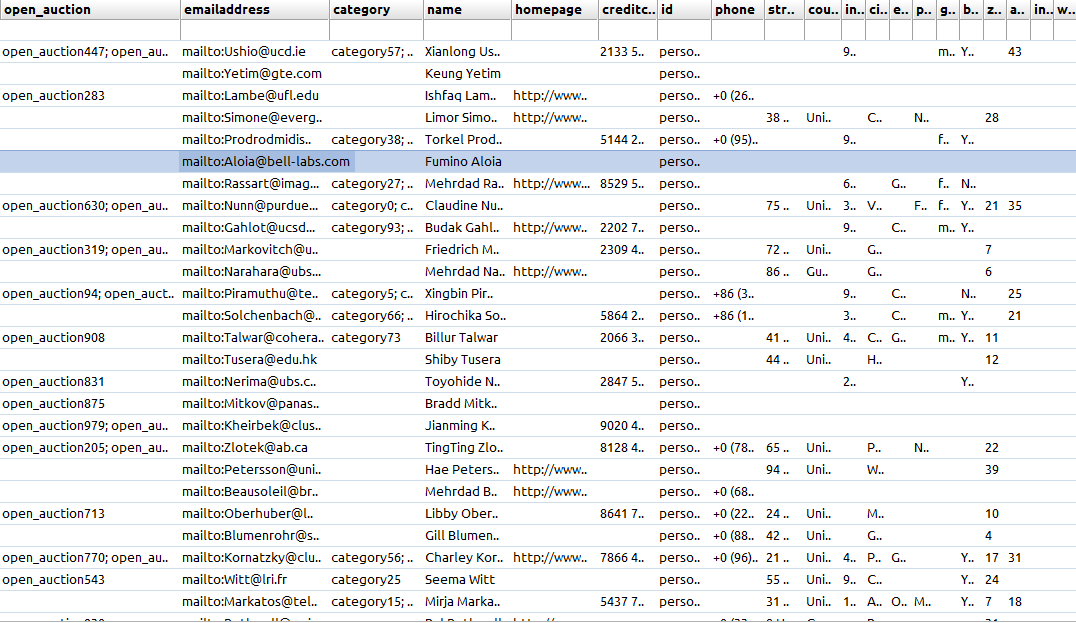 open_auction emailaddress category name homepage creditc.. id phone str.. cou.. in.. ci.. e.. p.. g.. b.. z.. a.. in.. w..
open_auction447; open_au.. mailto:Ushio@ucd.ie category57; .. Xianlong Us.. 2133 5.. perso.. 9.. m.. Y.. 43
mailto:Yetim@gte.com Keung Yetim perso..
open_auction283 mailto:Lambe@ufl.edu Ishfaq Lam.. http://www.. perso.. +0 (26..
mailto:Simone@everg.. Limor Simo.. http://www.. perso.. 38 .. Uni.. C.. N.. 28
mailto:Prodrodmidis.. category38; .. Torkel Prod.. 5144 2.. perso.. +0 (95).. 9.. f.. Y..
mailto:Aloia@bell-labs.com Fumino Aloia perso..
mailto:Rassart@imag... category27; .. Mehrdad Ra.. http://www... 8529 5.. perso.. 6.. G.. f.. N..
open_auction630; open_au.. mailto:Nunn@purdue... category0; c.. Claudine Nu.. perso.. 75 .. Uni.. 3.. V.. F.. f.. Y.. 21 35
mailto:Gahlot@ucsd... category93; .. Budak Gahl.. http://www.. 2202 7.. perso.. 9.. C.. m.. Y..
open_auction319; open_au.. mailto:Markovitch@u.. Friedrich M.. 2309 4.. perso.. 72 .. Uni.. G.. 7
mailto:Narahara@ubs... Mehrdad Na.. http://www.. perso.. 86 .. Gu.. G.. 6
open_auction94; open_auct.. mailto:Piramuthu@te.. category5; c.. Xingbin Pir.. perso.. +86 (3.. 9.. C.. N.. 25
mailto:Solchenbach@.. category66; .. Hirochika So.. 5864 2.. perso.. +86 (1.. 3.. C.. m.. Y.. 21
open_auction908 mailto:Talwar@cohera.. category73 Billur Talwar 2066 3.. perso.. 41 .. Uni.. 4.. C.. G.. m.. Y.. 11
mailto:Tusera@edu.hk Shiby Tusera perso.. 44 .. Uni.. H.. 12
open_auction831 mailto:Nerima@ubs.c.. Toyohide N.. 2847 5.. perso.. 2.. Y..
open_auction875 mailto:Mitkov@panas.. Bradd Mitk.. perso..
open_auction979; open_au.. mailto:Kheirbek@clus.. Jianming K.. 9020 4.. perso..
open_auction205; open_au.. mailto:Zlotek@ab.ca TingTing Zlo.. 8128 4.. perso.. +0 (78.. 65 .. Uni.. P.. N.. 22
mailto:Petersson@uni.. Hae Peters.. http://www.. perso.. 94 .. Uni.. W.. 39
mailto:Beausoleil@br.. Mehrdad B.. http://www.. perso.. +0 (68..
open_auction713 mailto:Oberhuber@l.. Libby Ober.. 8641 7.. perso.. +0 (22.. 24 .. Uni.. M.. 10
mailto:Blumenrohr@s.. Gill Blumen.. perso.. +0 (88.. 42 .. Uni.. G.. 4
open_auction770; open_au.. mailto:Kornatzky@clu.. category56, .. Charley Kor.. http://www.. 7866 4.. perso.. +0 (96).. 21 .. Uni.. 4.. P.. G.. Y.. 17 31
open_auction543 mailto:Witt@lri.fr category25 Seema Witt perso.. 55 .. Uni.. 9.. C.. Y.. 24
mailto:Markatos@tel.. category15; .. Mirja Marka.. 5437 7.. perso.. 31 .. Uni.. 1.. A.. O.. M.. Y.. 7 18